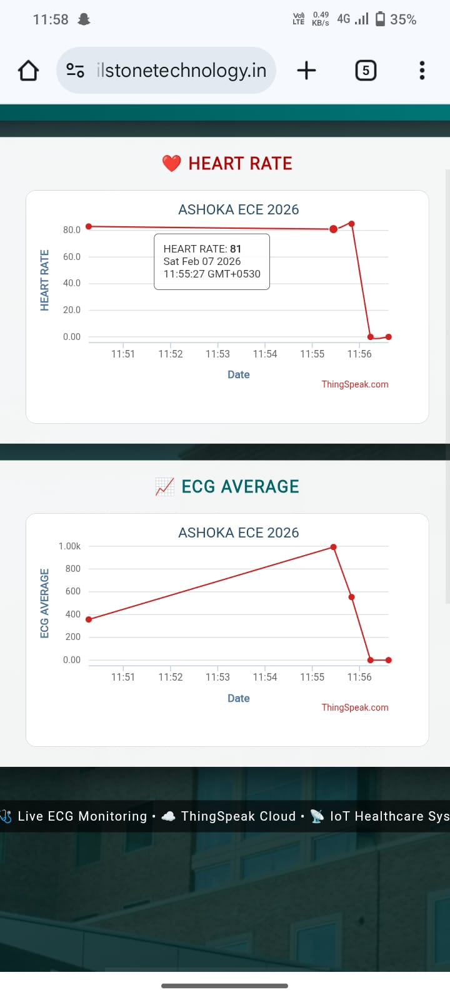 11:58
Vo) LTE
0.49 KB/s
4G
35%
ilstonetechnology.in
5
HEART RATE
ASHOKA ECE 2026
HEART RATE
80.0
60.0
40.0
20.0
0.00
HEART RATE: 81
Sat Feb 07 2026
11:55:27 GMT+0530
11:51 11:52 11:53 11:54 11:55 11:56
Date
ThingSpeak.com
ECG AVERAGE
ASHOKA ECE 2026
ECG AVERAGE
1.00k
800
600
400
200
0.00
11:51 11:52 11:53 11:54 11:55 11:56
Date
ThingSpeak.com
Live ECG Monitoring • ThingSpeak Cloud • IoT Healthcare Sys